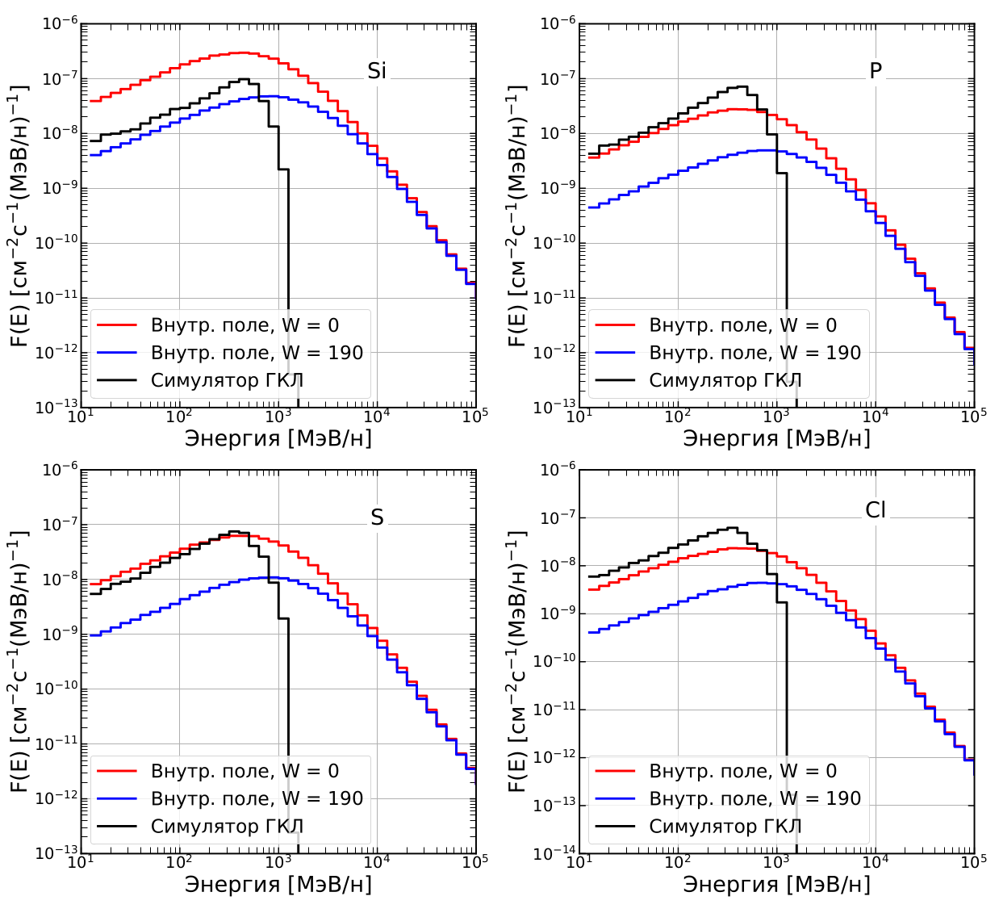 Si
F(E) [см⁻²с⁻¹(МэВ/н)⁻¹]
10⁻⁶
10⁻⁷
10⁻⁸
10⁻⁹
10⁻¹⁰
10⁻¹¹
10⁻¹²
10⁻¹³
Внутр. поле, W = 0
Внутр. поле, W = 190
Симулятор ГКЛ
10¹ 10² 10³ 10⁴ 10⁵
Энергия [МэВ/н]
P
F(E) [см⁻²с⁻¹(МэВ/н)⁻¹]
10⁻⁶
10⁻⁷
10⁻⁸
10⁻⁹
10⁻¹⁰
10⁻¹¹
10⁻¹²
10⁻¹³
Внутр. поле, W = 0
Внутр. поле, W = 190
Симулятор ГКЛ
10¹ 10² 10³ 10⁴ 10⁵
Энергия [МэВ/н]
S
F(E) [см⁻²с⁻¹(МэВ/н)⁻¹]
10⁻⁶
10⁻⁷
10⁻⁸
10⁻⁹
10⁻¹⁰
10⁻¹¹
10⁻¹²
10⁻¹³
Внутр. поле, W = 0
Внутр. поле, W = 190
Симулятор ГКЛ
10¹ 10² 10³ 10⁴ 10⁵
Энергия [МэВ/н]
Cl
F(E) [см⁻²с⁻¹(МэВ/н)⁻¹]
10⁻⁶
10⁻⁷
10⁻⁸
10⁻⁹
10⁻¹⁰
10⁻¹¹
10⁻¹²
10⁻¹³
10⁻¹⁴
Внутр. поле, W = 0
Внутр. поле, W = 190
Симулятор ГКЛ
10¹ 10² 10³ 10⁴ 10⁵
Энергия [МэВ/н]